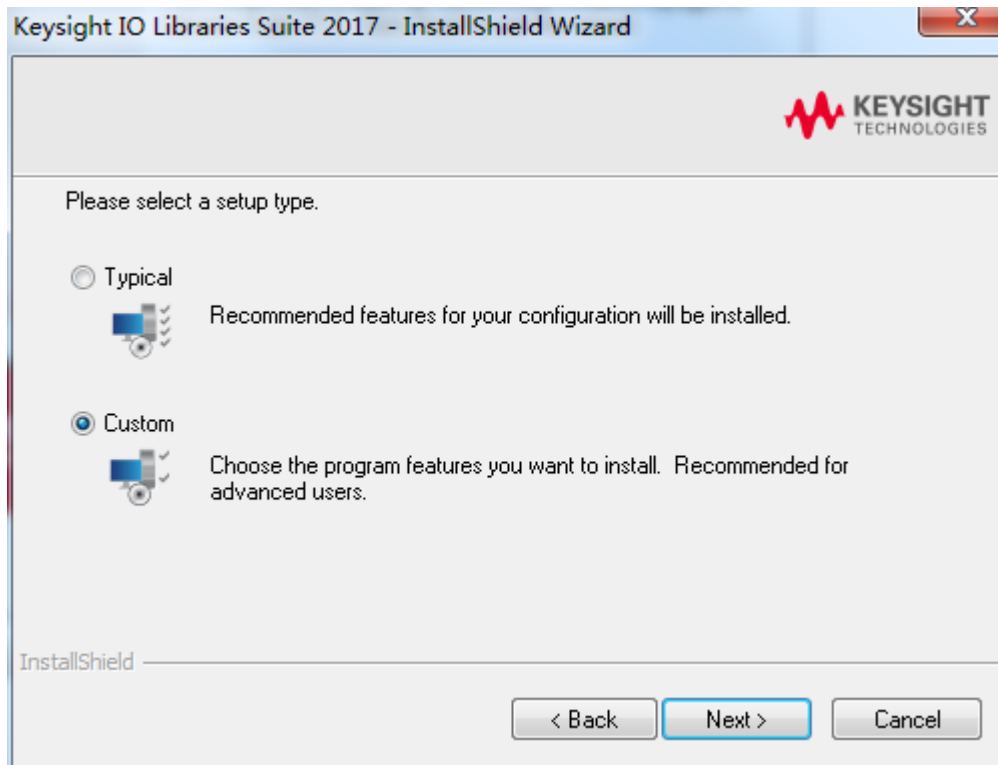 Keysight IO Libraries Suite 2017 - InstallShield Wizard
KEYSIGHT
TECHNOLOGIES
Please select a setup type.
Typical
Recommended features for your configuration will be installed.
Custom
Choose the program features you want to install. Recommended for
advanced users.
InstallShield
< Back
Next >
Cancel